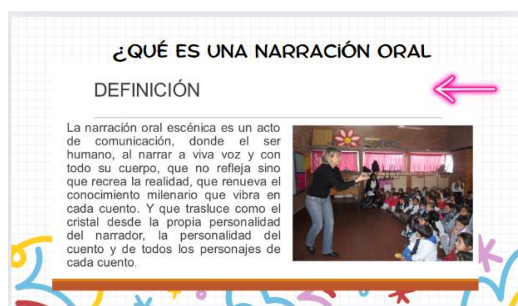 ¿QUÉ ES UNA NARRACIÓN ORAL
DEFINICIÓN
La narración oral escénica es un acto
de comunicación, donde el ser
humano, al narrar a viva voz y con
todo su cuerpo, que no refleja sino
que recrea la realidad, que renueva el
conocimiento milenario que vibra en
cada cuento. Y que trasluce como el
cristal desde la propia personalidad
del narrador, la personalidad del
cuento y de todos los personajes de
cada cuento.